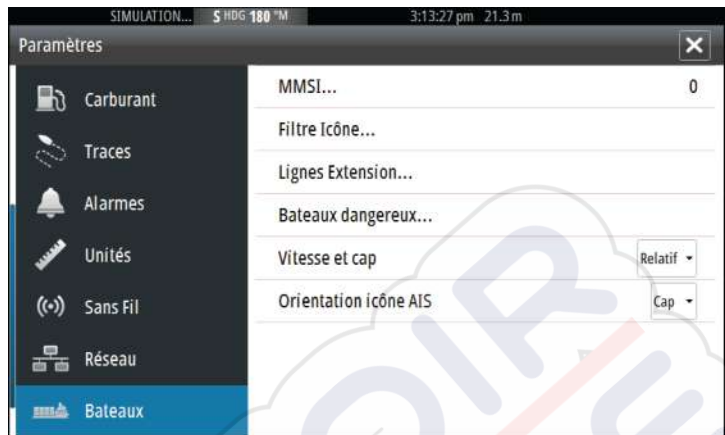 SIMULATION... S HDG 180 °M 3:13:27 pm 21.3 m
Paramètres
Carburant
Traces
Alarmes
Unités
Sans Fil
Réseau
Bateaux
MMSI... 0
Filtre Icône...
Lignes Extension...
Bateaux dangereux...
Vitesse et cap Relatif
Orientation icône AIS Cap